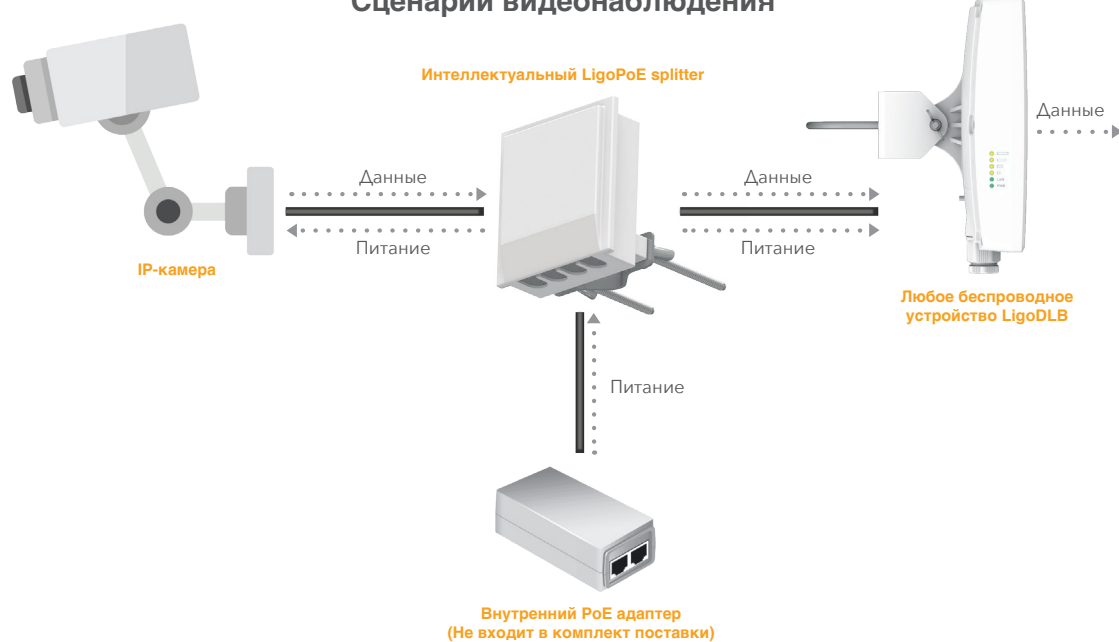 Сценарий видеонаблюдения
Интеллектуальный LigoPoE splitter
Данные
Данные
Данные
Питание
Питание
IP-камера
Любое беспроводное
устройство LigoDLB
Питание
Внутренний PoE адаптер
(Не входит в комплект поставки)